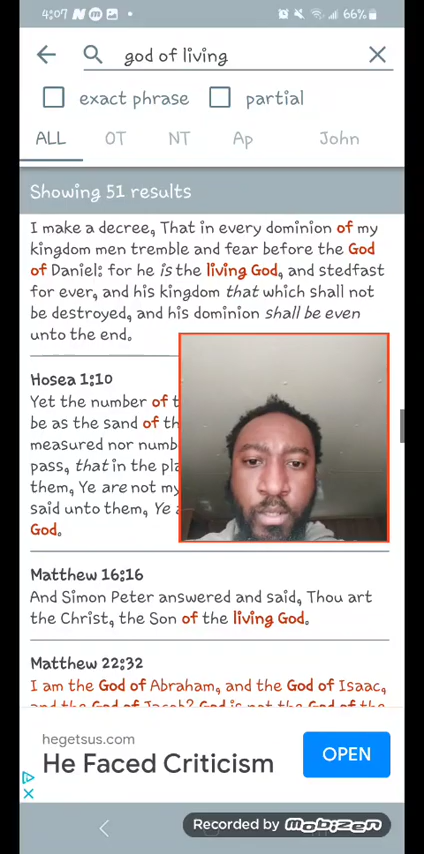 4:07 N m 66%
god of living
exact phrase partial
ALL OT NT Ap John
Showing 51 results
I make a decree, That in every dominion of my
kingdom men tremble and fear before the God
of Daniel: for he is the living God, and stedfast
for ever, and his kingdom that which shall not
be destroyed, and his dominion shall be even
unto the end.
Hosea 1:10
Yet the number of
be as the sand of
measured nor
pass, that in the
them, Ye are not my
said unto them, Ye
God.
Matthew 16:16
And Simon Peter answered and said, Thou art
the Christ, the Son of the living God.
Matthew 22:32
I am the God of Abraham, and the God of Isaac,
and the God of Jacob? God is not the God of the
hegetsus.com
He Faced Criticism
OPEN
Recorded by mobizen